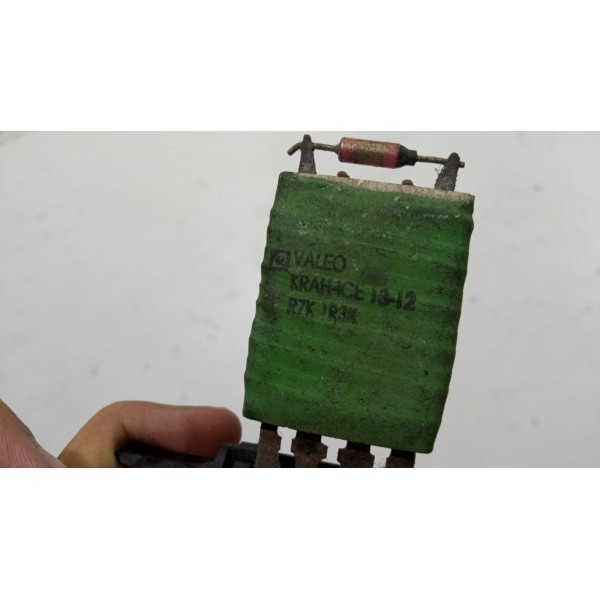 VALEO
KRAH-ICE 13-12
R7K 1R3K